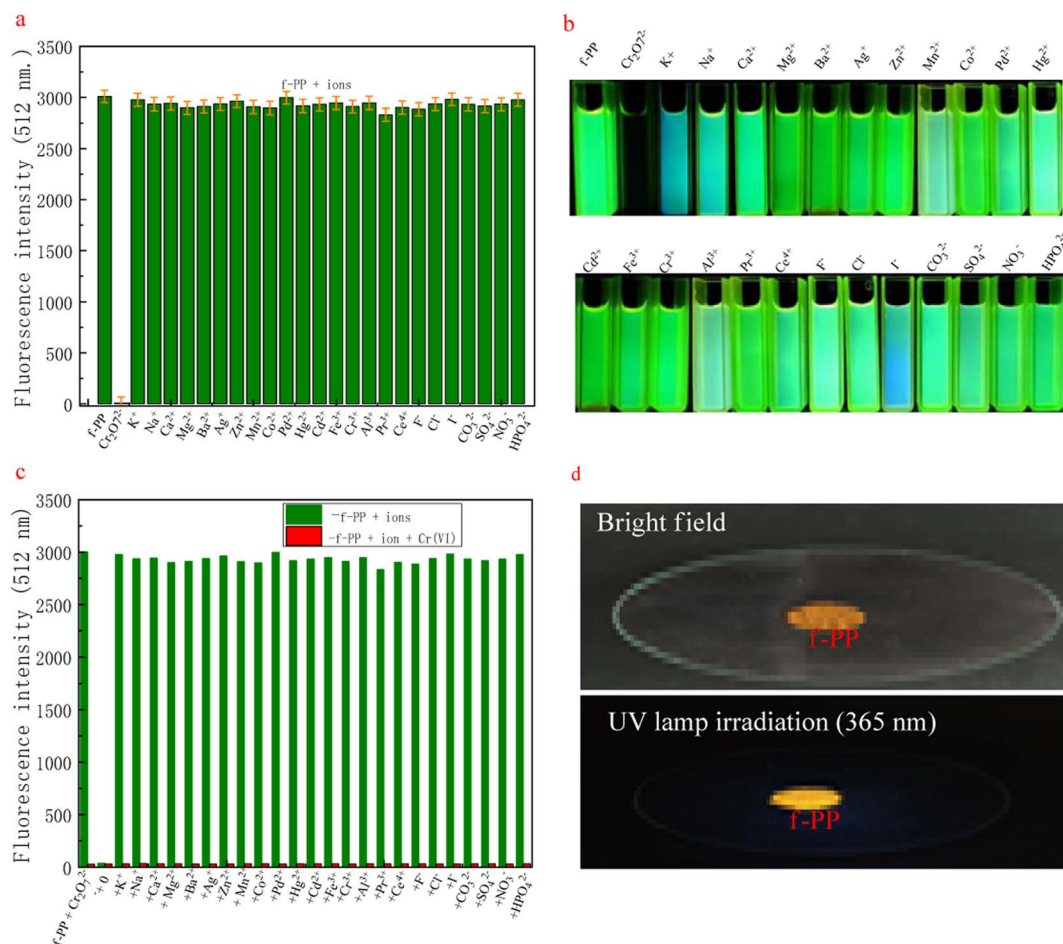 a
Fluorescence intensity (512 nm.)
3500
3000
2500
2000
1500
1000
500
0
f-PP + ions
f-PP
Cr₂O7²⁻
K⁺
Na⁺
Ca²⁺
Mg²⁺
Ba²⁺
Ag⁺
Zn²⁺
Mn²⁺
Co²⁺
Pd²⁺
Hg²⁺
Cd²⁺
Fe³⁺
Cr³⁺
Al³⁺
Pr³⁺
Ce⁴⁺
F⁻
Cl⁻
I⁻
CO₃²⁻
SO₄²⁻
NO₃⁻
HPO₄²⁻
b
f-PP
Cr₂O7²⁻
K+
Na⁺
Ca²⁺
Mg²⁺
Ba²⁺
Ag⁺
Zn²⁺
Mn²⁺
Co²⁺
Pd²⁺
Hg²⁺
Cd²⁺
Fe³⁺
Cr³⁺
Al³⁺
Pr³⁺
Ce⁴⁺
F⁻
Cl⁻
I⁻
CO₃²⁻
SO₄²⁻
NO₃⁻
HPO₄²⁻
c
Fluorescence intensity (512 nm)
3500
3000
2500
2000
1500
1000
500
0
-f-PP + ions
-f-PP + ion + Cr(VI)
f-PP + Cr₂O₇²⁻
-+0
+K⁺
+Na⁺
+Ca²⁺
+Mg²⁺
+Ba²⁺
+Ag⁺
+Zn²⁺
+Mn²⁺
+Co²⁺
+Pd²⁺
+Hg²⁺
+Cd²⁺
+Fe³⁺
+Cr³⁺
+Al³⁺
+Pr³⁺
+Ce⁴⁺
+F⁻
+Cl⁻
+I⁻
+CO₃²⁻
+SO₄²⁻
+NO₃⁻
+HPO₄²⁻
d
Bright field
f-PP
UV lamp irradiation (365 nm)
f-PP